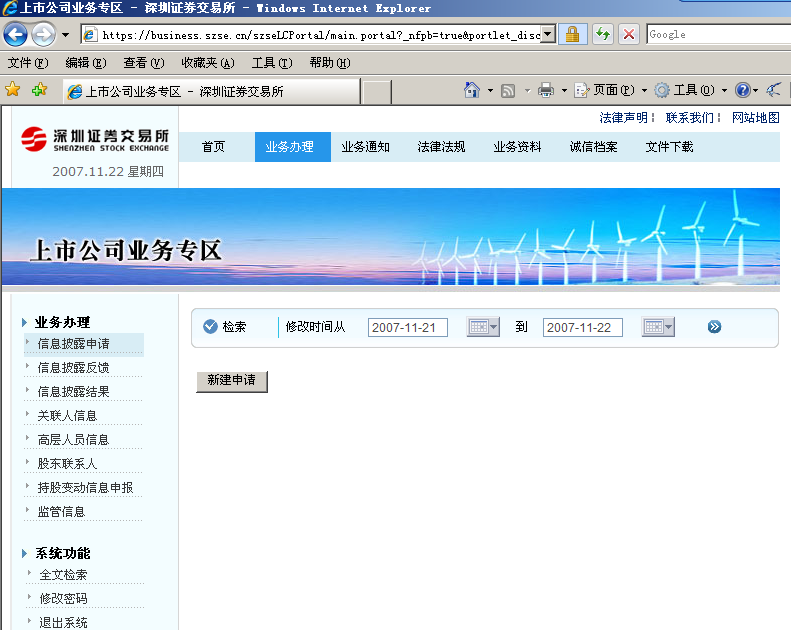 上市公司业务专区 - 深圳证券交易所 - Windows Internet Explorer
https://business.szse.cn/szseLCPortal/main.portal?_nfpb=true&portlet_disc
Google
文件(F) 编辑(E) 查看(V) 收藏夹(A) 工具(T) 帮助(H)
上市公司业务专区 - 深圳证券交易所
页面(P) 工具(O)
法律声明 联系我们 网站地图
深圳证券交易所
SHENZHEN STOCK EXCHANGE
首页 业务办理 业务通知 法律法规 业务资料 诚信档案 文件下载
2007.11.22 星期四
上市公司业务专区
业务办理
信息披露申请
信息披露反馈
信息披露结果
关联人信息
高层人员信息
股东联系人
持股变动信息申报
监管信息
系统功能
全文检索
修改密码
退出系统
检索 修改时间从 2007-11-21 到 2007-11-22
新建申请